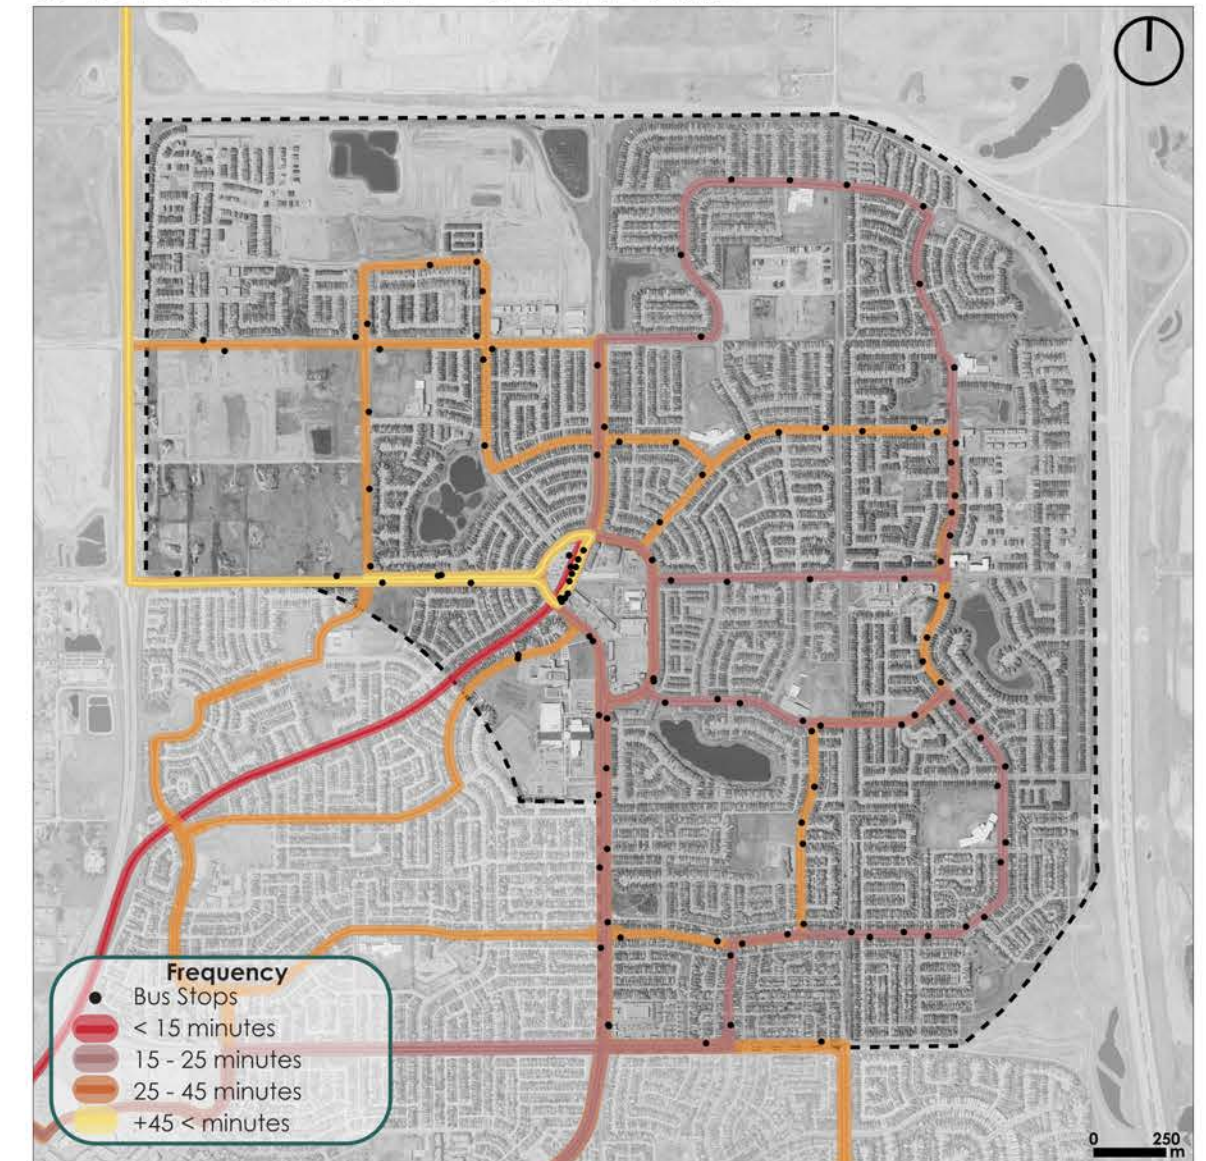 Frequency
Bus Stops
< 15 minutes
15 - 25 minutes
25 - 45 minutes
+45 < minutes
0 250
m